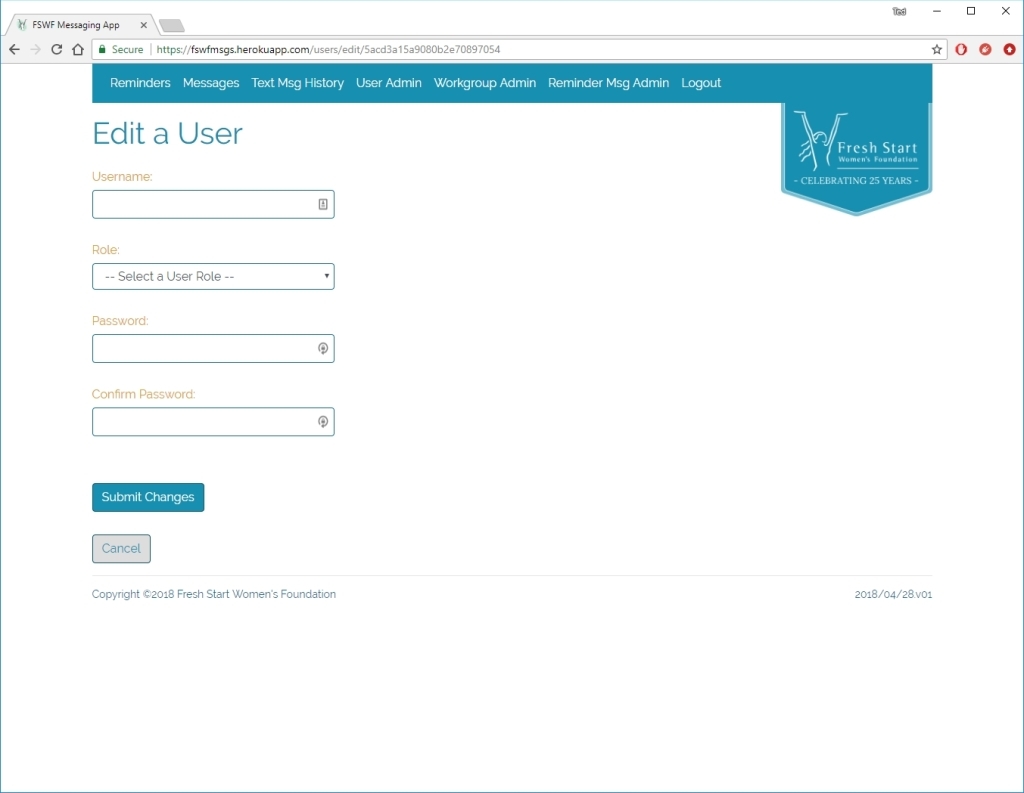 Ted
FSWF Messaging App
Secure https://fswfmsgs.herokuapp.com/users/edit/5acd3a15a9080b2e70897054
Reminders Messages Text Msg History User Admin Workgroup Admin Reminder Msg Admin Logout
Edit a User
Fresh Start
Women's Foundation
~ CELEBRATING 25 YEARS ~
Username:
Role:
-- Select a User Role --
Password:
Confirm Password:
Submit Changes
Cancel
Copyright ©2018 Fresh Start Women's Foundation 2018/04/28.v01